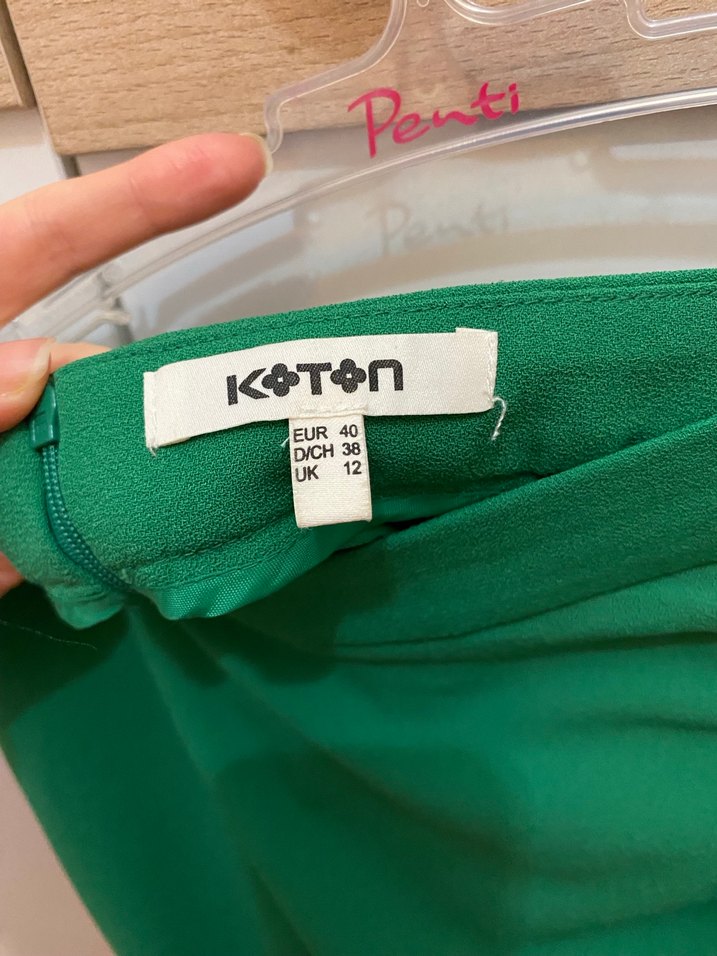 Penti
Penti
KOTON
EUR 40
D/CH 38
UK 12